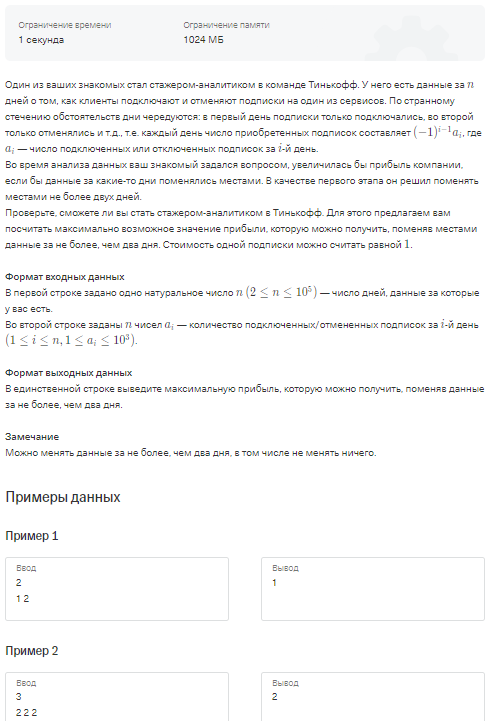 Ограничение времени
1 секунда
Ограничение памяти
1024 МБ
Один из ваших знакомых стал стажером-аналитиком в команде Тинькофф. У него есть данные за n
дней о том, как клиенты подключают и отменяют подписки на один из сервисов. По странному
стечению обстоятельств дни чередуются: в первый день подписки только подключались, во второй
только отменялись и т.д., т.е. каждый день число приобретенных подписок составляет (−1)^{i−1}a_i, где
a_i — число подключенных или отключенных подписок за i-й день.
Во время анализа данных ваш знакомый задался вопросом, увеличилась бы прибыль компании,
если бы данные за какие-то дни поменялись местами. В качестве первого этапа он решил поменять
местами не более двух дней.
Проверьте, сможете ли вы стать стажером-аналитиком в Тинькофф. Для этого предлагаем вам
посчитать максимально возможное значение прибыли, которую можно получить, поменяв местами
данные за не более, чем два дня. Стоимость одной подписки можно считать равной 1.
Формат входных данных
В первой строке задано одно натуральное число n (2 ≤ n ≤ 10^5) — число дней, данные за которые
у вас есть.
Во второй строке заданы n чисел a_i — количество подключенных/отмененных подписок за i-й день
(1 ≤ i ≤ n, 1 ≤ a_i ≤ 10^3).
Формат выходных данных
В единственной строке выведите максимальную прибыль, которую можно получить, поменяв данные
за не более, чем два дня.
Замечание
Можно менять данные за не более, чем два дня, в том числе не менять ничего.
Примеры данных
Пример 1
Ввод
2
1 2
Вывод
1
Пример 2
Ввод
3
2 2 2
Вывод
2